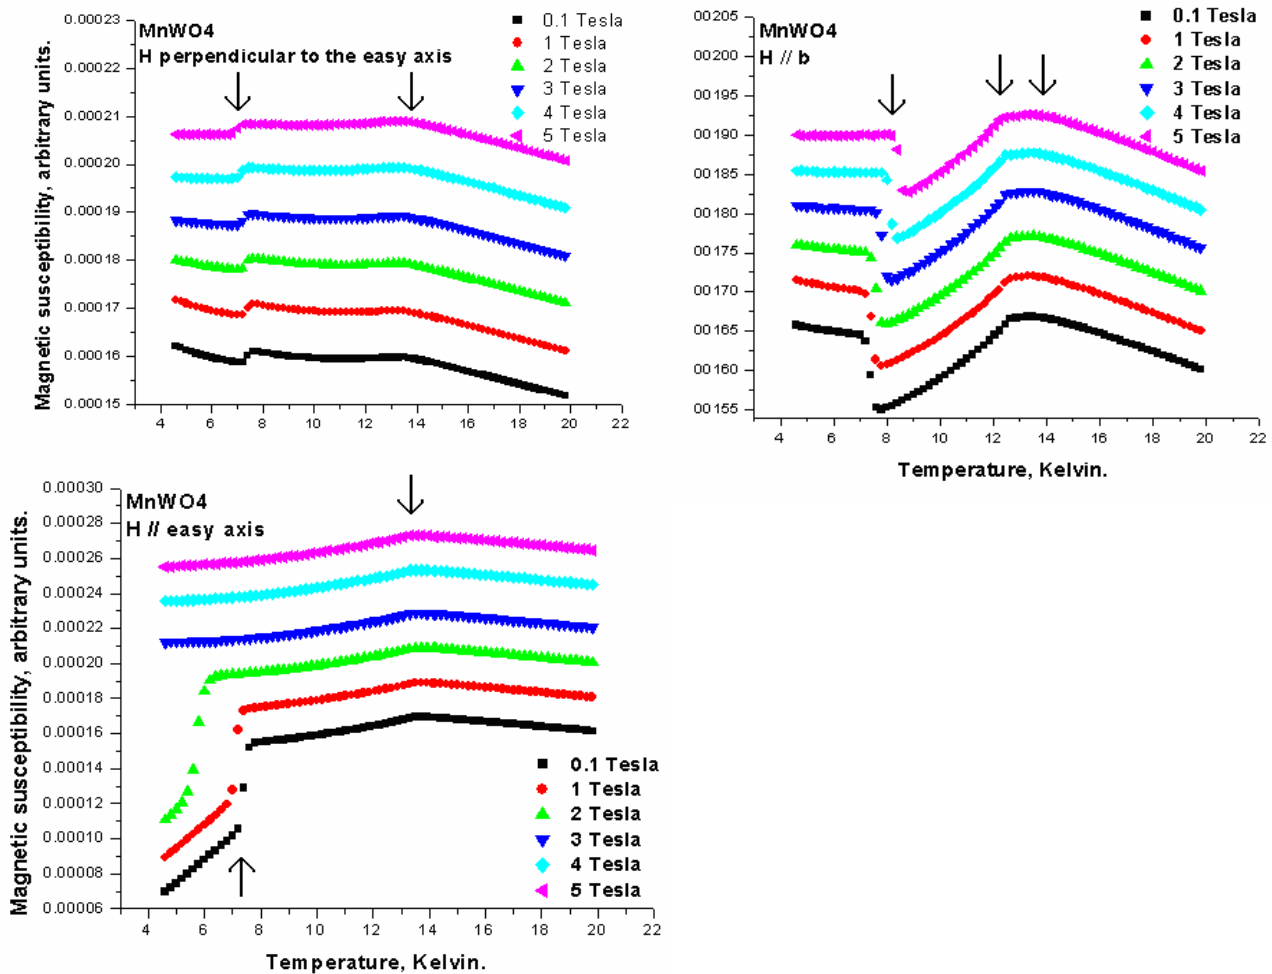 MnWO4
H perpendicular to the easy axis
0.1 Tesla
1 Tesla
2 Tesla
3 Tesla
4 Tesla
5 Tesla
0.00023
0.00022
0.00021
0.00020
0.00019
0.00018
0.00017
0.00016
0.00015
Magnetic susceptibility, arbitrary units.
4 6 8 10 12 14 16 18 20 22
MnWO4
H // b
0.1 Tesla
1 Tesla
2 Tesla
3 Tesla
4 Tesla
5 Tesla
00205
00200
00195
00190
00185
00180
00175
00170
00165
00160
00155
4 6 8 10 12 14 16 18 20 22
Temperature, Kelvin.
MnWO4
H // easy axis
0.00030
0.00028
0.00026
0.00024
0.00022
0.00020
0.00018
0.00016
0.00014
0.00012
0.00010
0.00008
0.00006
Magnetic susceptibility, arbitrary units.
0.1 Tesla
1 Tesla
2 Tesla
3 Tesla
4 Tesla
5 Tesla
4 6 8 10 12 14 16 18 20 22
Temperature, Kelvin.